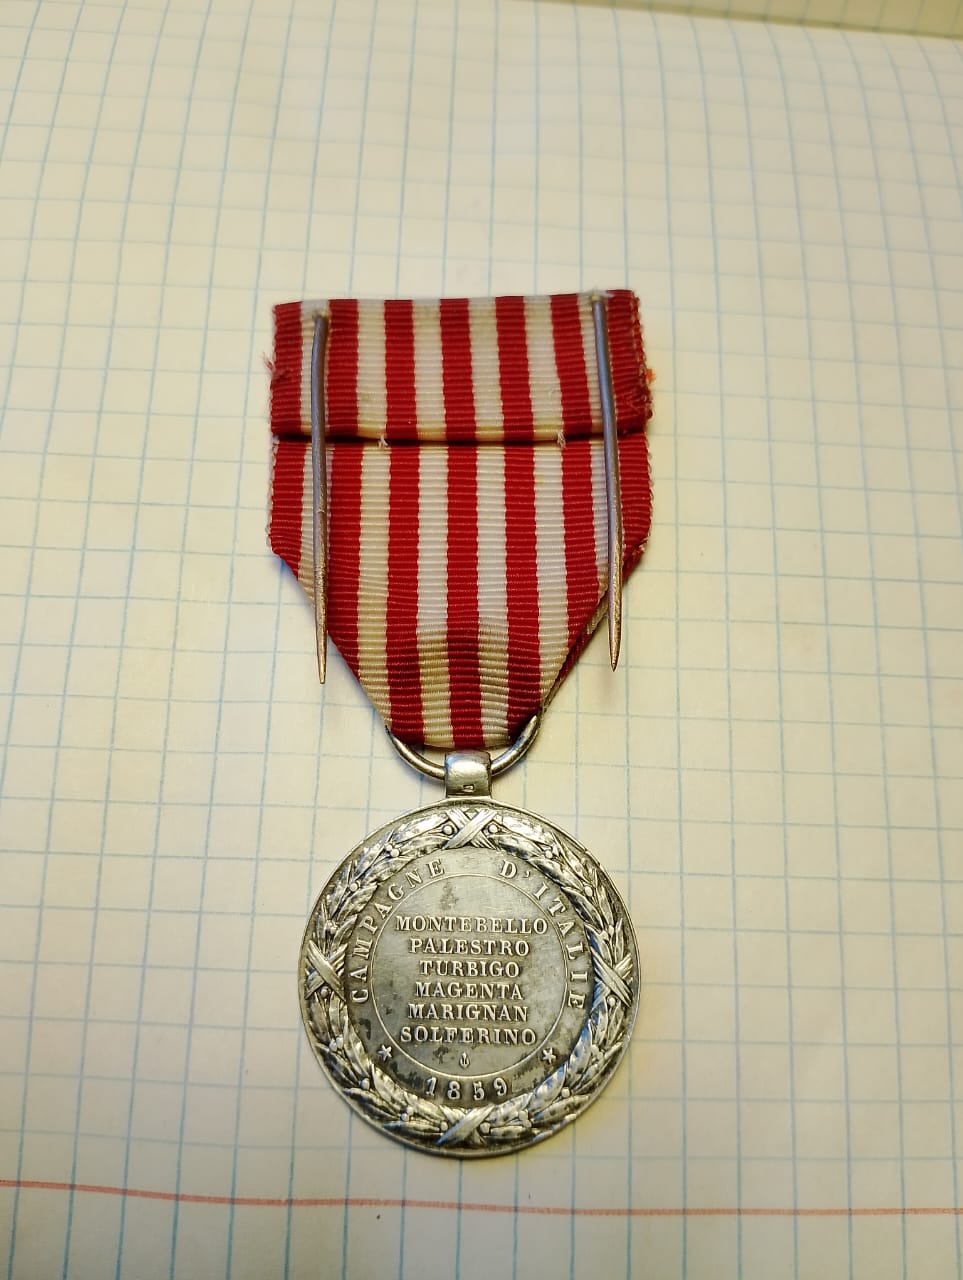 CAMPAGNE D'ITALIE
MONTEBELLO
PALESTRO
TURBIGO
MAGENTA
MARIGNAN
SOLFERINO
1859